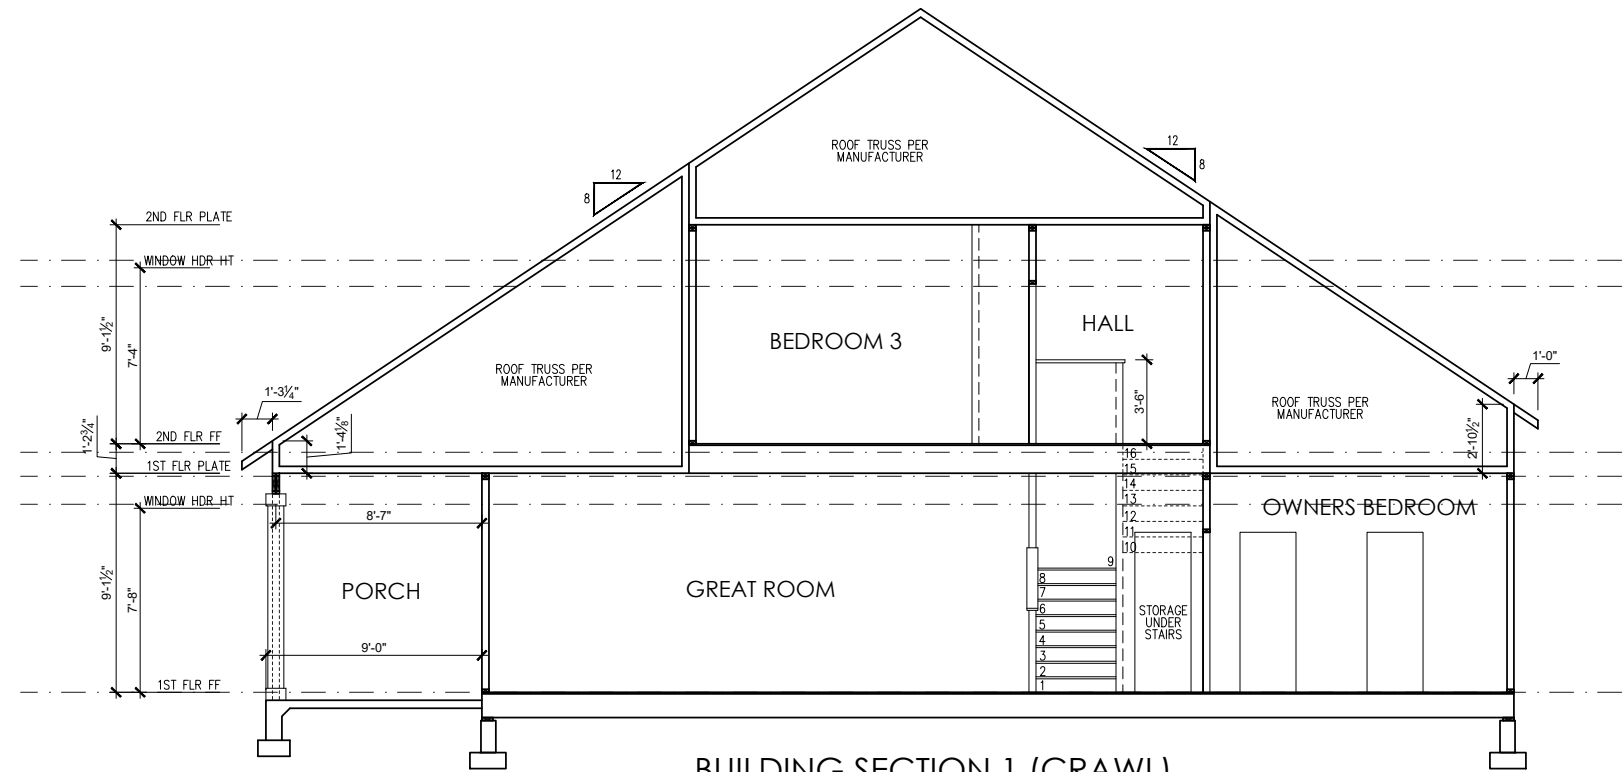 ROOF TRUSS PER
MANUFACTURER
12
8
12
8
2ND FLR PLATE
WINDOW HDR HT
9'-1½"
7'-4"
BEDROOM 3
HALL
ROOF TRUSS PER
MANUFACTURER
ROOF TRUSS PER
MANUFACTURER
1'-0"
1'-3¼"
1'-4⅛"
3'-6"
2'-10½"
1'-2¾"
2ND FLR FF
1ST FLR PLATE
WINDOW HDR HT
16
15
14
13
12
11
10
9
8
7
6
5
4
3
2
1
OWNERS BEDROOM
8'-7"
9'-1½"
7'-8"
PORCH
GREAT ROOM
STORAGE
UNDER
STAIRS
9'-0"
1ST FLR FF
BUILDING SECTION 1 (CRAWL)